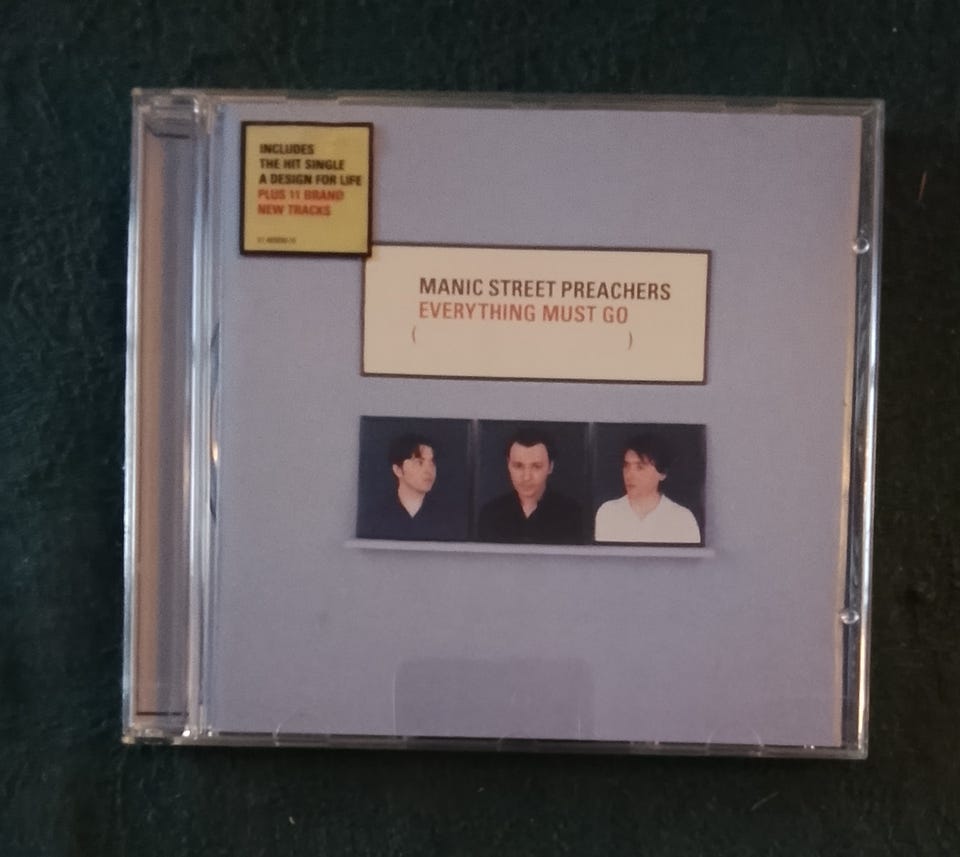 INCLUDES
THE HIT SINGLE
A DESIGN FOR LIFE
PLUS 11 BRAND
NEW TRACKS
MANIC STREET PREACHERS
EVERYTHING MUST GO
( )